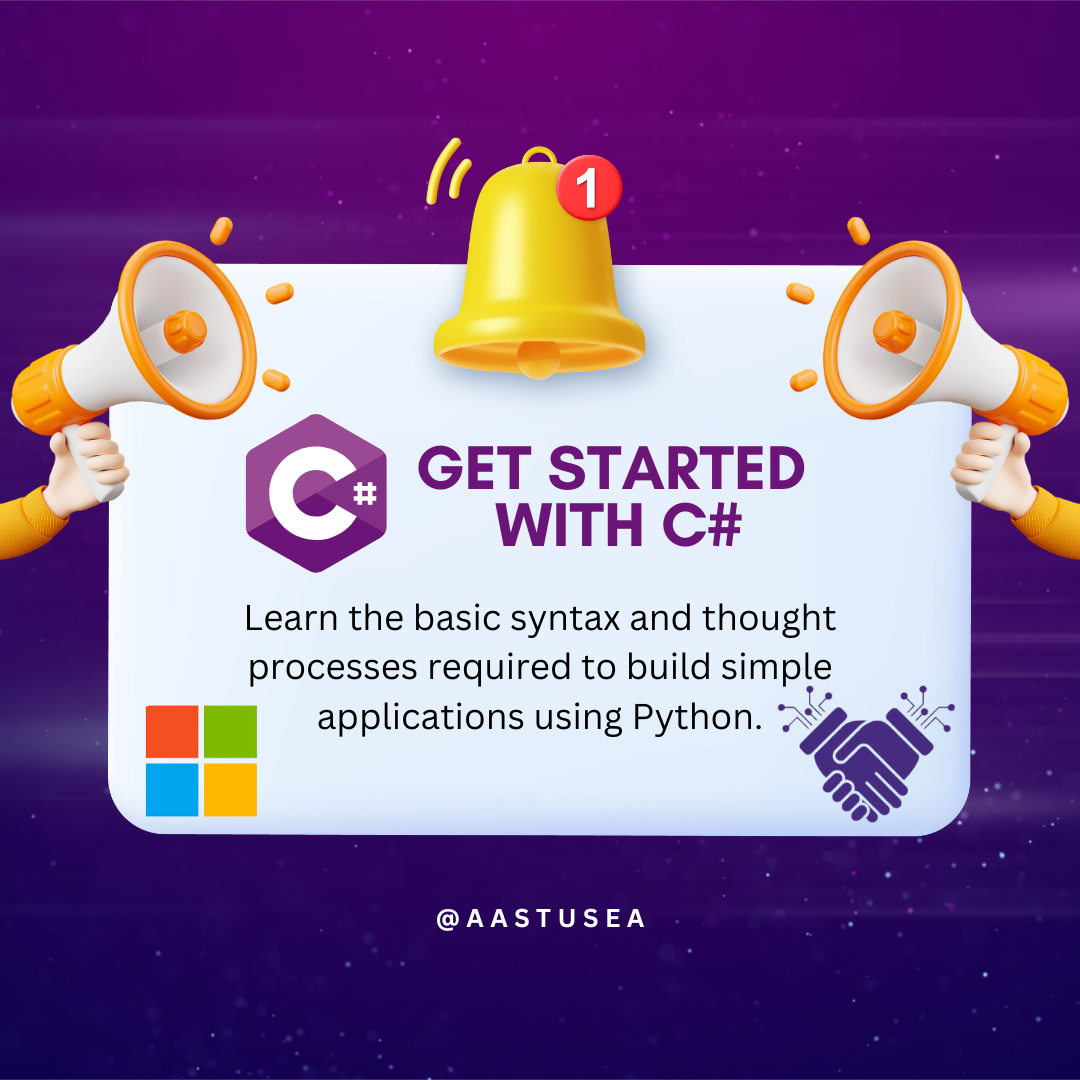 1
C#
GET STARTED
WITH C#
Learn the basic syntax and thought
processes required to build simple
applications using Python.
@AASTUSEA